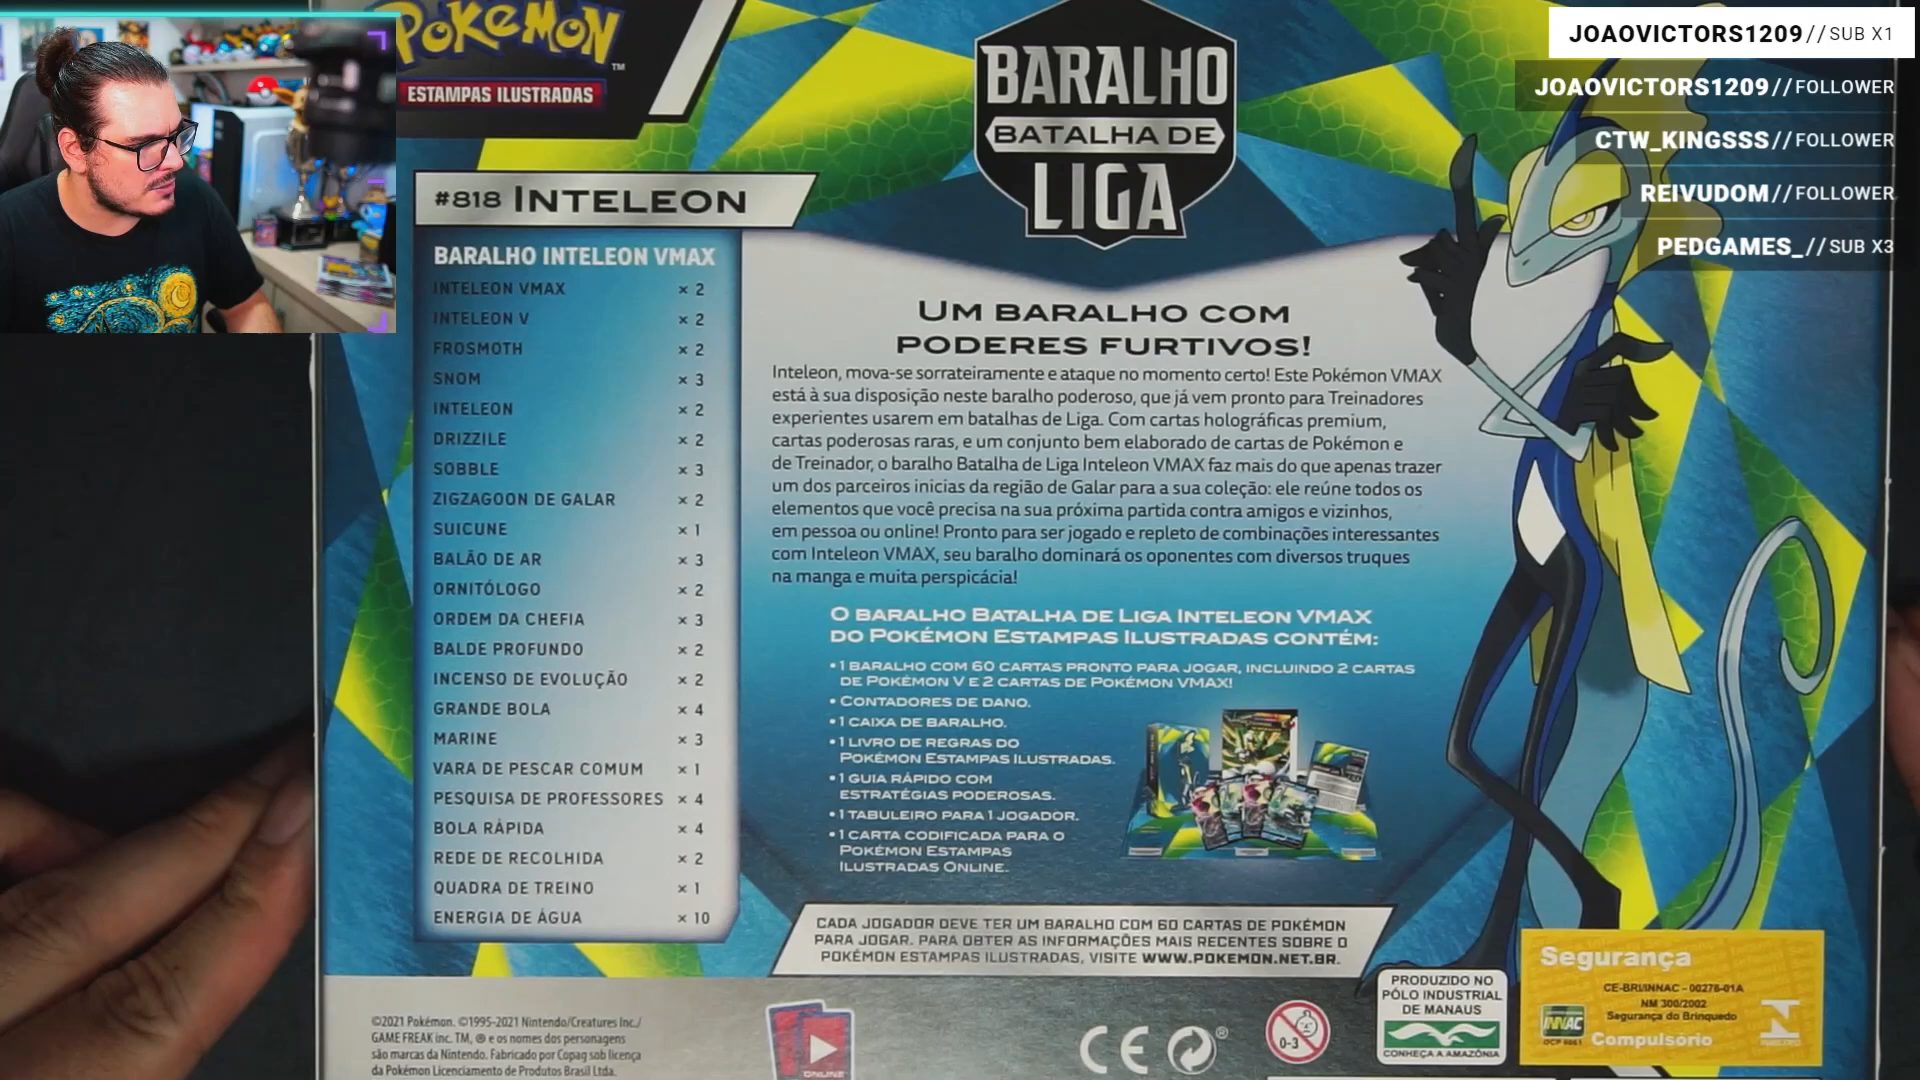 POKÉMON™
ESTAMPAS ILUSTRADAS
BARALHO
BATALHA DE
LIGA
JOAOVICTORS1209//SUB X1
JOAOVICTORS1209//FOLLOWER
CTW_KINGSSS//FOLLOWER
REIVUDOM//FOLLOWER
PEDGAMES_//SUB X3
#818 INTELEON
BARALHO INTELEON VMAX
INTELEON VMAX × 2
INTELEON V × 2
FROSMOTH × 2
SNOM × 3
INTELEON × 2
DRIZZILE × 2
SOBBLE × 3
ZIGZAGOON DE GALAR × 2
SUICUNE × 1
BALÃO DE AR × 3
ORNITÓLOGO × 2
ORDEM DA CHEFIA × 3
BALDE PROFUNDO × 2
INCENSO DE EVOLUÇÃO × 2
GRANDE BOLA × 4
MARINE × 3
VARA DE PESCAR COMUM × 1
PESQUISA DE PROFESSORES × 4
BOLA RÁPIDA × 4
REDE DE RECOLHIDA × 2
QUADRA DE TREINO × 1
ENERGIA DE ÁGUA × 10
UM BARALHO COM
PODERES FURTIVOS!
Inteleon, mova-se sorrateiramente e ataque no momento certo! Este Pokémon VMAX
está à sua disposição neste baralho poderoso, que já vem pronto para Treinadores
experientes usarem em batalhas de Liga. Com cartas holográficas premium,
cartas poderosas raras, e um conjunto bem elaborado de cartas de Pokémon e
de Treinador, o baralho Batalha de Liga Inteleon VMAX faz mais do que apenas trazer
um dos parceiros inicias da região de Galar para a sua coleção: ele reúne todos os
elementos que você precisa na sua próxima partida contra amigos e vizinhos,
em pessoa ou online! Pronto para ser jogado e repleto de combinações interessantes
com Inteleon VMAX, seu baralho dominará os oponentes com diversos truques
na manga e muita perspicácia!
O BARALHO BATALHA DE LIGA INTELEON VMAX
DO POKÉMON ESTAMPAS ILUSTRADAS CONTÉM:
• 1 BARALHO COM 60 CARTAS PRONTO PARA JOGAR, INCLUINDO 2 CARTAS
DE POKÉMON V E 2 CARTAS DE POKÉMON VMAX!
• CONTADORES DE DANO.
• 1 CAIXA DE BARALHO.
• 1 LIVRO DE REGRAS DO
POKÉMON ESTAMPAS ILUSTRADAS.
• 1 GUIA RÁPIDO COM
ESTRATÉGIAS PODEROSAS.
• 1 TABULEIRO PARA 1 JOGADOR.
• 1 CARTA CODIFICADA PARA O
POKÉMON ESTAMPAS
ILUSTRADAS ONLINE.
CADA JOGADOR DEVE TER UM BARALHO COM 60 CARTAS DE POKÉMON
PARA JOGAR. PARA OBTER AS INFORMAÇÕES MAIS RECENTES SOBRE O
POKÉMON ESTAMPAS ILUSTRADAS, VISITE WWW.POKEMON.NET.BR.
©2021 Pokémon. ©1995-2021 Nintendo/Creatures Inc./
GAME FREAK inc. TM, ® e os nomes dos personagens
são marcas da Nintendo. Fabricado por Copag sob licença
da Pokémon Licenciamento de Produtos Brasil Ltda.
ONLINE
CE
®
0-3
PRODUZIDO NO
PÓLO INDUSTRIAL
DE MANAUS
CONHEÇA A AMAZÔNIA
Segurança
CE-BRI/INNAC - 00276-01A
NM 300/2002
Segurança do Brinquedo
INNAC
OCP 0061
Compulsório
INMETRO